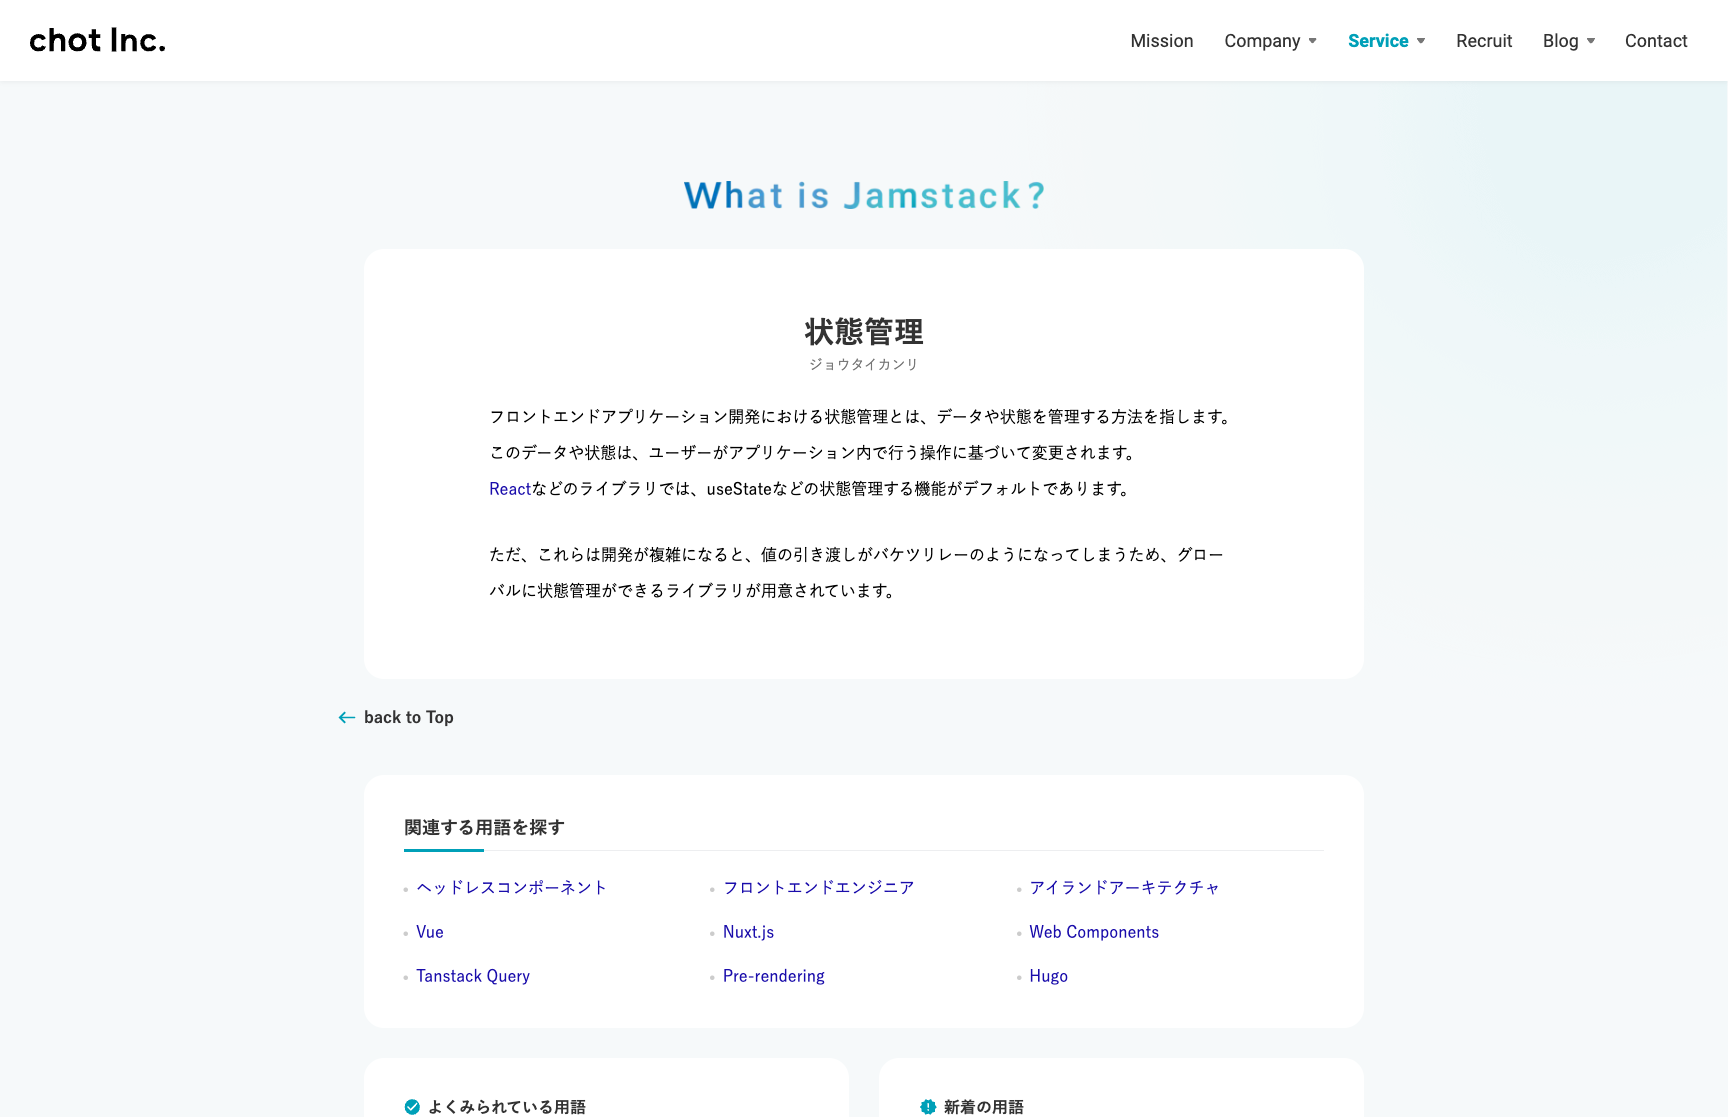 chot Inc.
Mission Company Service Recruit Blog Contact
What is Jamstack?
状態管理
ジョウタイカンリ
フロントエンドアプリケーション開発における状態管理とは、データや状態を管理する方法を指します。
このデータや状態は、ユーザーがアプリケーション内で行う操作に基づいて変更されます。
Reactなどのライブラリでは、useStateなどの状態管理する機能がデフォルトであります。
ただ、これらは開発が複雑になると、値の引き渡しがバケツリレーのようになってしまうため、グロー
バルに状態管理ができるライブラリが用意されています。
back to Top
関連する用語を探す
ヘッドレスコンポーネント フロントエンドエンジニア アイランドアーキテクチャ
Vue Nuxt.js Web Components
Tanstack Query Pre-rendering Hugo
よくみられている用語 新着の用語